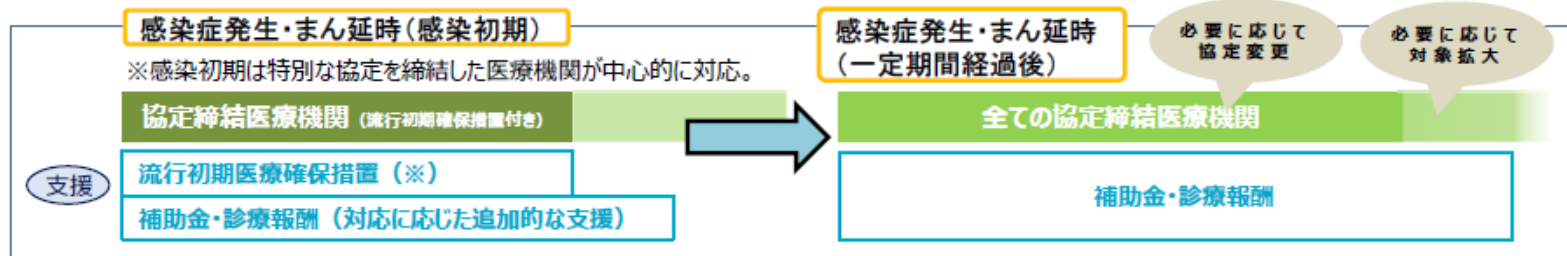 感染症発生・まん延時（感染初期）
※感染初期は特別な協定を締結した医療機関が中心的に対応。
協定締結医療機関（流行初期確保措置付き）
支援
流行初期医療確保措置（※）
補助金・診療報酬（対応に応じた追加的な支援）
感染症発生・まん延時
（一定期間経過後）
必要に応じて
協定変更
必要に応じて
対象拡大
全ての協定締結医療機関
補助金・診療報酬